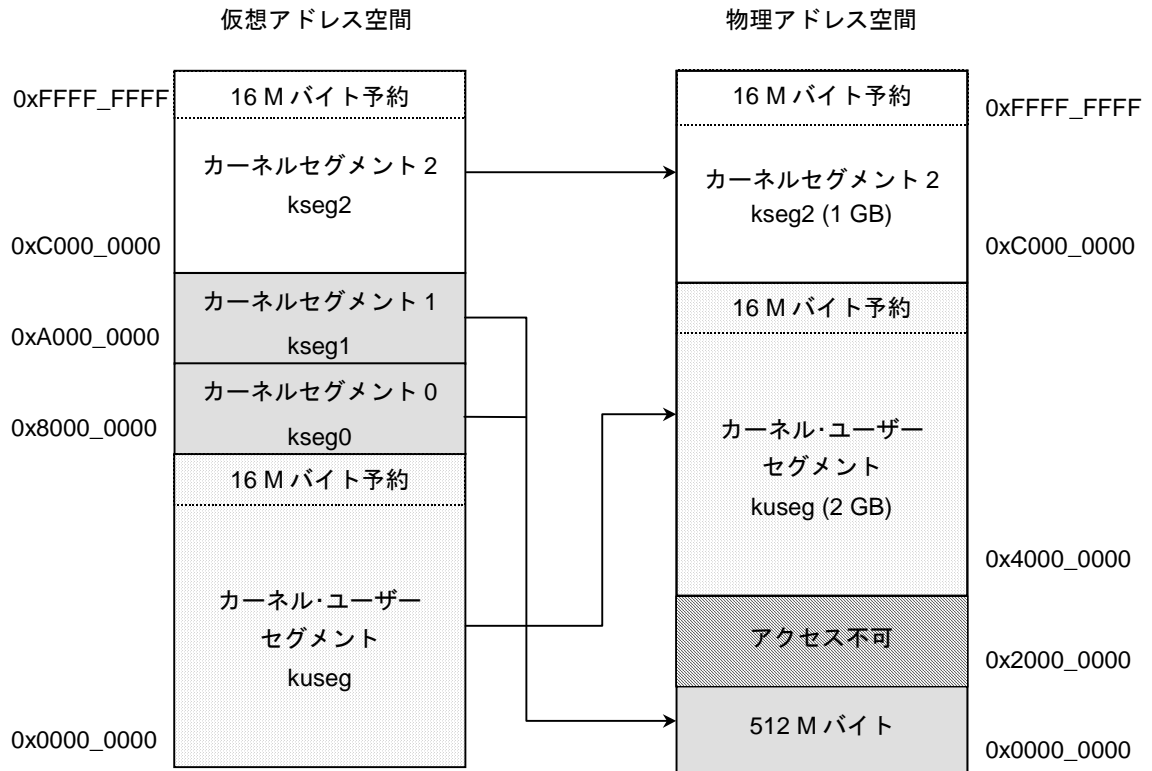 仮想アドレス空間
物理アドレス空間
0xFFFF_FFFF
16 M バイト予約
カーネルセグメント 2
kseg2
0xC000_0000
カーネルセグメント 1
0xA000_0000
kseg1
カーネルセグメント 0
0x8000_0000
kseg0
16 M バイト予約
カーネル･ユーザー
セグメント
kuseg
0x0000_0000
16 M バイト予約
0xFFFF_FFFF
カーネルセグメント 2
kseg2 (1 GB)
0xC000_0000
16 M バイト予約
カーネル･ユーザー
セグメント
kuseg (2 GB)
0x4000_0000
アクセス不可
0x2000_0000
512 M バイト
0x0000_0000